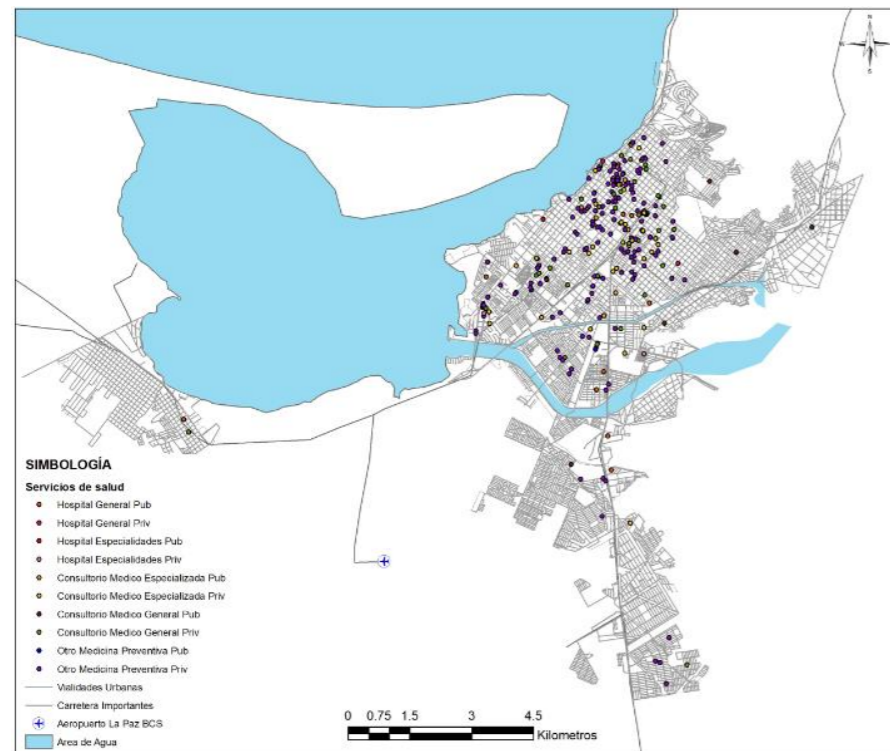 N
S
SIMBOLOGÍA
Servicios de salud
Hospital General Pub
Hospital General Priv
Hospital Especialidades Pub
Hospital Especialidades Priv
Consultorio Medico Especializada Pub
Consultorio Medico Especializada Priv
Consultorio Medico General Pub
Consultorio Medico General Priv
Otro Medicina Preventiva Pub
Otro Medicina Preventiva Priv
Vialidades Urbanas
Carretera Importantes
Aeropuerto La Paz BCS
Area de Agua
0 0.75 1.5 3 4.5
Kilometros